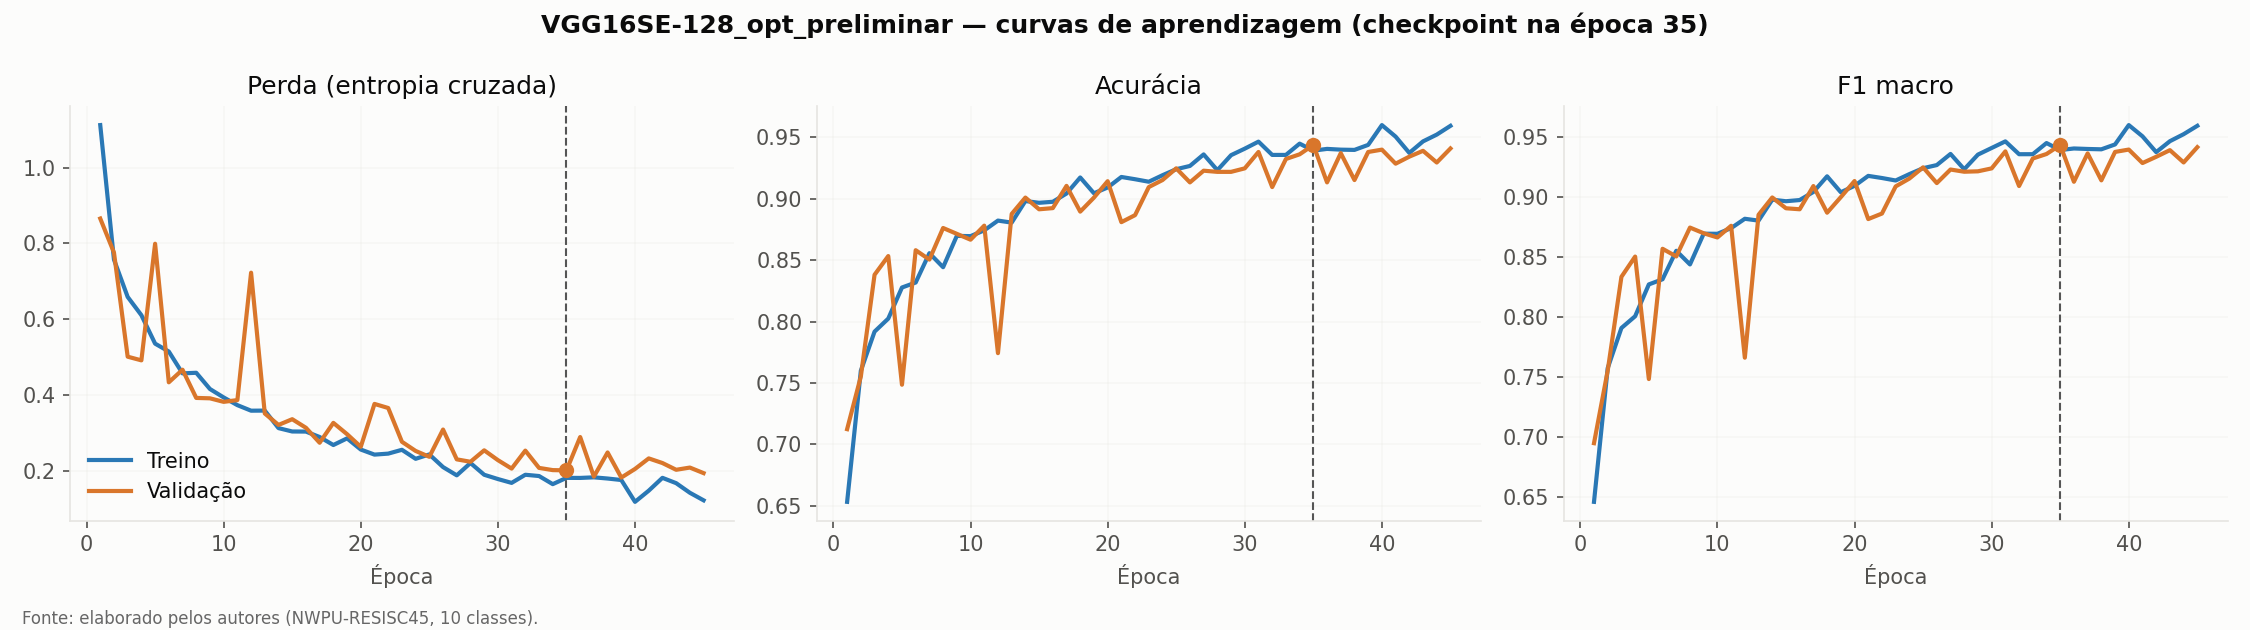 VGG16SE-128_opt_preliminar — curvas de aprendizagem (checkpoint na época 35)
Perda (entropia cruzada)
1.0
0.8
0.6
0.4
0.2
Treino
Validação
0 10 20 30 40
Época
Acurácia
0.95
0.90
0.85
0.80
0.75
0.70
0.65
0 10 20 30 40
Época
F1 macro
0.95
0.90
0.85
0.80
0.75
0.70
0.65
0 10 20 30 40
Época
Fonte: elaborado pelos autores (NWPU-RESISC45, 10 classes).